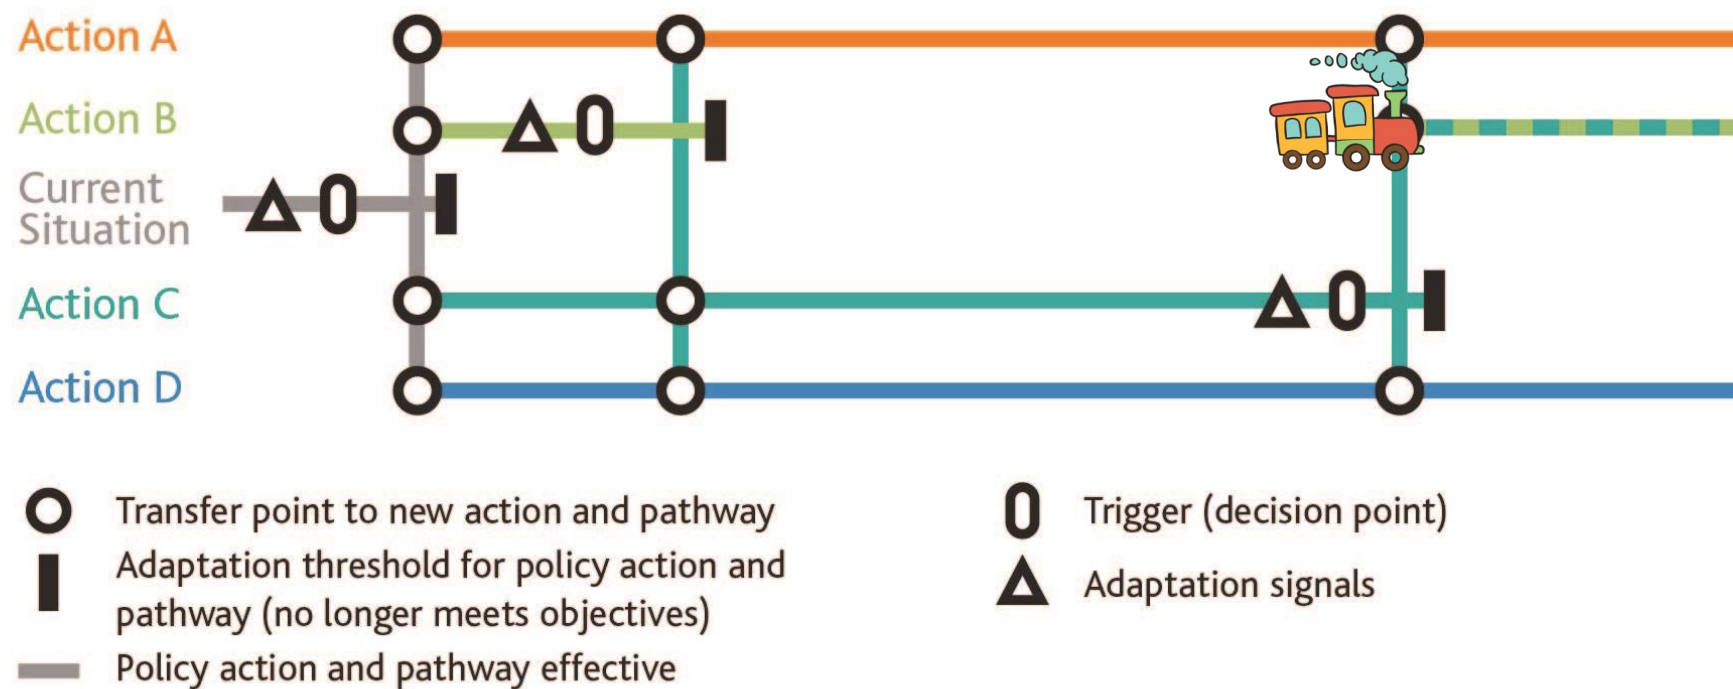 Action A
Action B
Current
Situation
Action C
Action D
Transfer point to new action and pathway
Adaptation threshold for policy action and
pathway (no longer meets objectives)
Policy action and pathway effective
Trigger (decision point)
Adaptation signals